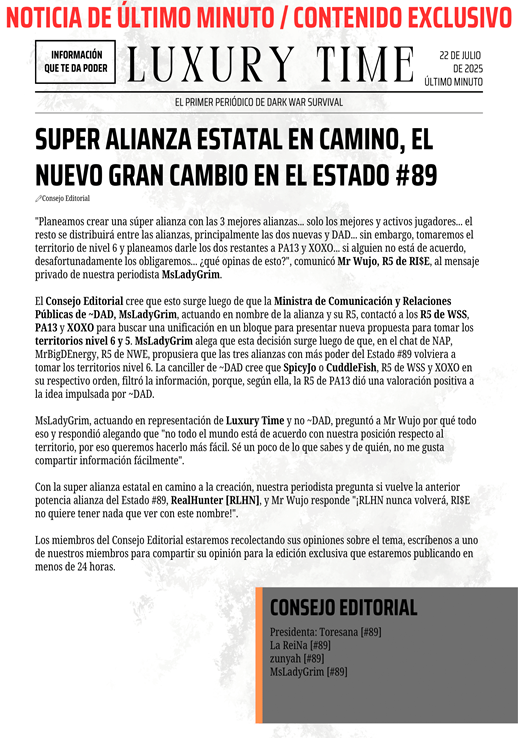 NOTICIA DE ÚLTIMO MINUTO / CONTENIDO EXCLUSIVO
INFORMACIÓN
QUE TE DA PODER
LUXURY TIME
22 DE JULIO
DE 2025
ÚLTIMO MINUTO
EL PRIMER PERIÓDICO DE DARK WAR SURVIVAL
SUPER ALIANZA ESTATAL EN CAMINO, EL
NUEVO GRAN CAMBIO EN EL ESTADO #89
Consejo Editorial
"Planeamos crear una súper alianza con las 3 mejores alianzas... solo los mejores y activos jugadores... el
resto se distribuirá entre las alianzas, principalmente las dos nuevas y DAD... sin embargo, tomaremos el
territorio de nivel 6 y planeamos darle los dos restantes a PA13 y XOXO... si alguien no está de acuerdo,
desafortunadamente los obligaremos... ¿qué opinas de esto?", comunicó Mr Wujo, R5 de RI$E, al mensaje
privado de nuestra periodista MsLadyGrim.
El Consejo Editorial cree que esto surge luego de que la Ministra de Comunicación y Relaciones
Públicas de ~DAD, MsLadyGrim, actuando en nombre de la alianza y su R5, contactó a los R5 de WSS,
PA13 y XOXO para buscar una unificación en un bloque para presentar nueva propuesta para tomar los
territorios nivel 6 y 5. MsLadyGrim alega que esta decisión surge luego de que, en el chat de NAP,
MrBigDEnergy, R5 de NWE, propusiera que las tres alianzas con más poder del Estado #89 volviera a
tomar los territorios nivel 6. La canciller de ~DAD cree que SpicyJo o CuddleFish, R5 de WSS y XOXO en
su respectivo orden, filtró la información, porque, según ella, la R5 de PA13 dió una valoración positiva a
la idea impulsada por ~DAD.
MsLadyGrim, actuando en representación de Luxury Time y no ~DAD, preguntó a Mr Wujo por qué todo
eso y respondió alegando que "no todo el mundo está de acuerdo con nuestra posición respecto al
territorio, por eso queremos hacerlo más fácil. Sé un poco de lo que sabes y de quién, no me gusta
compartir información fácilmente".
Con la super alianza estatal en camino a la creación, nuestra periodista pregunta si vuelve la anterior
potencia alianza del Estado #89, RealHunter [RLHN], y Mr Wujo responde "¡RLHN nunca volverá, RI$E
no quiere tener nada que ver con este nombre!".
Los miembros del Consejo Editorial estaremos recolectando sus opiniones sobre el tema, escríbenos a uno
de nuestros miembros para compartir su opinión para la edición exclusiva que estaremos publicando en
menos de 24 horas.
CONSEJO EDITORIAL
Presidenta: Toresana [#89]
La ReiNa [#89]
zunyah [#89]
MsLadyGrim [#89]